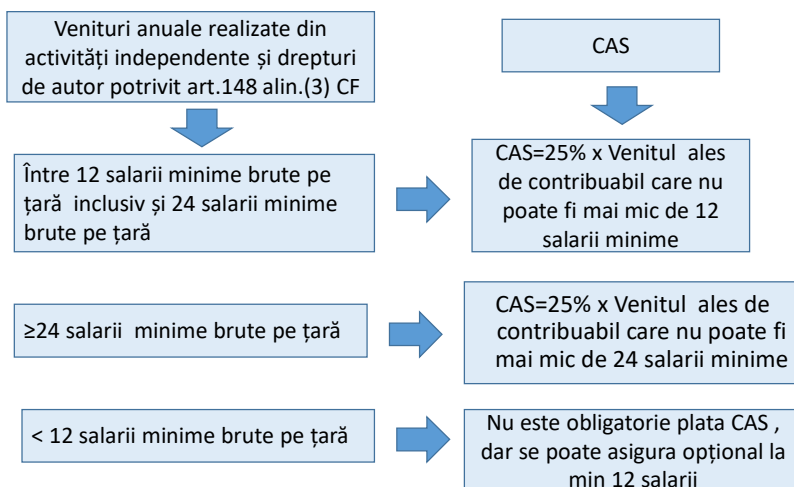 Venituri anuale realizate din
activități independente și drepturi
de autor potrivit art.148 alin.(3) CF
CAS
Între 12 salarii minime brute pe
țară inclusiv și 24 salarii minime
brute pe țară
CAS=25% x Venitul ales
de contribuabil care nu
poate fi mai mic de 12
salarii minime
≥24 salarii minime brute pe țară
CAS=25% x Venitul ales de
contribuabil care nu poate fi
mai mic de 24 salarii minime
< 12 salarii minime brute pe țară
Nu este obligatorie plata CAS ,
dar se poate asigura opțional la
min 12 salarii